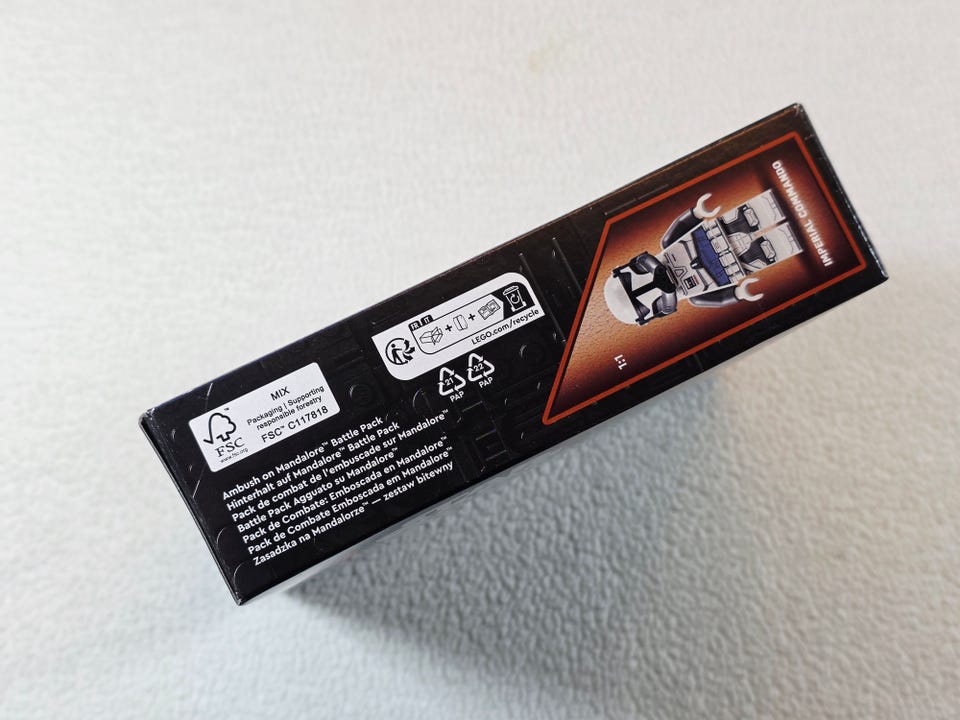 FSC™
www.fsc.org
MIX
Packaging | Supporting
responsible forestry
FSC™ C117818
FR / IT
+ +
LEGO.com/recycle
21
PAP
22
PAP
Ambush on Mandalore™ Battle Pack
Hinterhalt auf Mandalore™ Battle Pack
Pack de combat de l'embuscade sur Mandalore™
Battle Pack Agguato su Mandalore™
Pack de Combate: Emboscada en Mandalore™
Pack de Combate Emboscada em Mandalore™
Zasadzka na Mandalorze™ — zestaw bitewny
IMPERIAL COMMANDO
1:1